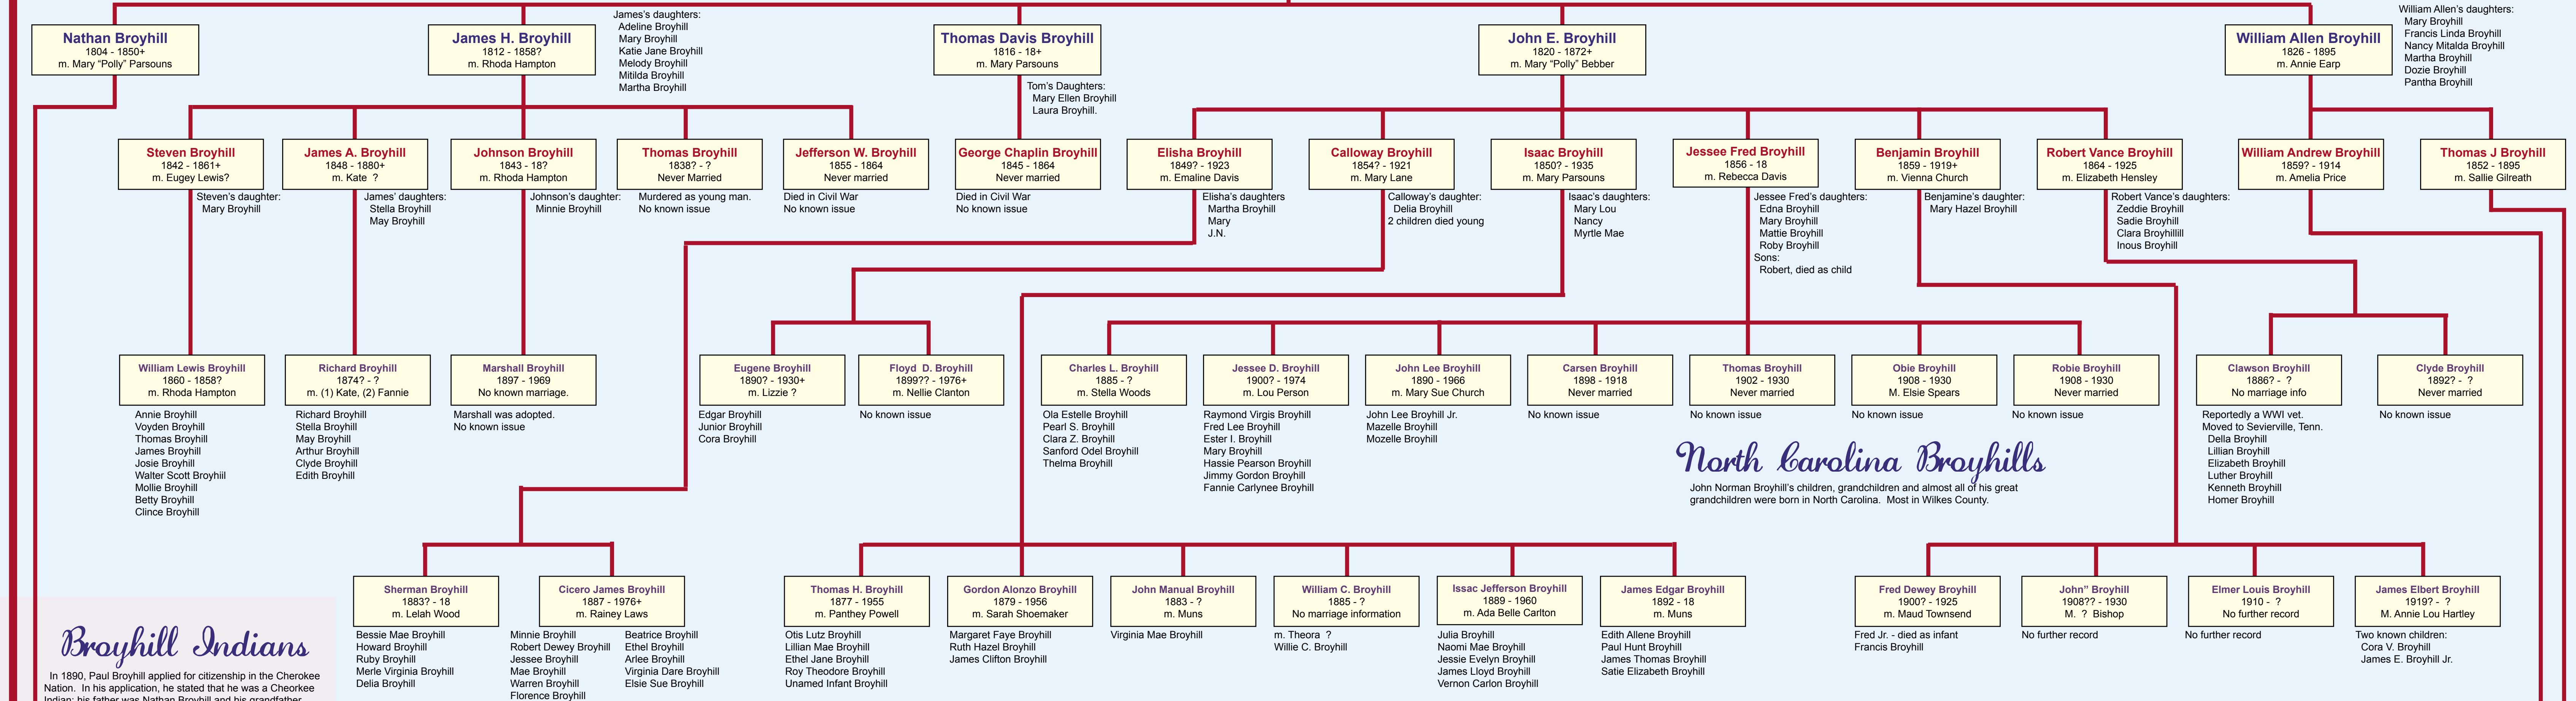 Nathan Broyhill
1804 - 1850+
m. Mary “Polly” Parsouns
James H. Broyhill
1812 - 1858?
m. Rhoda Hampton
James’s daughters:
Adeline Broyhill
Mary Broyhill
Katie Jane Broyhill
Melody Broyhill
Mitilda Broyhill
Martha Broyhill
Thomas Davis Broyhill
1816 - 18+
m. Mary Parsouns
Tom’s Daughters:
Mary Ellen Broyhill
Laura Broyhill.
John E. Broyhill
1820 - 1872+
m. Mary “Polly” Bebber
William Allen Broyhill
1826 - 1895
m. Annie Earp
William Allen’s daughters:
Mary Broyhill
Francis Linda Broyhill
Nancy Mitalda Broyhill
Martha Broyhill
Dozie Broyhill
Pantha Broyhill
Steven Broyhill
1842 - 1861+
m. Eugey Lewis?
Steven’s daughter:
Mary Broyhill
James A. Broyhill
1848 - 1880+
m. Kate ?
James’ daughters:
Stella Broyhill
May Broyhill
Johnson Broyhill
1843 - 18?
m. Rhoda Hampton
Johnson’s daughter:
Minnie Broyhill
Thomas Broyhill
1838? - ?
Never Married
Murdered as young man.
No known issue
Jefferson W. Broyhill
1855 - 1864
Never married
Died in Civil War
No known issue
George Chaplin Broyhill
1845 - 1864
Never married
Died in Civil War
No known issue
Elisha Broyhill
1849? - 1923
m. Emaline Davis
Elisha’s daughters
Martha Broyhill
Mary
J.N.
Calloway Broyhill
1854? - 1921
m. Mary Lane
Calloway’s daughter:
Delia Broyhill
2 children died young
Isaac Broyhill
1850? - 1935
m. Mary Parsouns
Isaac’s daughters:
Mary Lou
Nancy
Myrtle Mae
Jessee Fred Broyhill
1856 - 18
m. Rebecca Davis
Jessee Fred’s daughters:
Edna Broyhill
Mary Broyhill
Mattie Broyhill
Roby Broyhill
Sons:
Robert, died as child
Benjamin Broyhill
1859 - 1919+
m. Vienna Church
Benjamine’s daughter:
Mary Hazel Broyhill
Robert Vance Broyhill
1864 - 1925
m. Elizabeth Hensley
Robert Vance’s daughters:
Zeddie Broyhill
Sadie Broyhill
Clara Broyhillill
Inous Broyhill
William Andrew Broyhill
1859? - 1914
m. Amelia Price
Thomas J Broyhill
1852 - 1895
m. Sallie Gilreath
William Lewis Broyhill
1860 - 1858?
m. Rhoda Hampton
Annie Broyhill
Voyden Broyhill
Thomas Broyhill
James Broyhill
Josie Broyhill
Walter Scott Broyhiil
Mollie Broyhill
Betty Broyhill
Clince Broyhill
Richard Broyhill
1874? - ?
m. (1) Kate, (2) Fannie
Richard Broyhill
Stella Broyhill
May Broyhill
Arthur Broyhill
Clyde Broyhill
Edith Broyhill
Marshall Broyhill
1897 - 1969
No known marriage.
Marshall was adopted.
No known issue
Eugene Broyhill
1890? - 1930+
m. Lizzie ?
Edgar Broyhill
Junior Broyhill
Cora Broyhill
Floyd D. Broyhill
1899?? - 1976+
m. Nellie Clanton
No known issue
Charles L. Broyhill
1885 - ?
m. Stella Woods
Ola Estelle Broyhill
Pearl S. Broyhill
Clara Z. Broyhill
Sanford Odel Broyhill
Thelma Broyhill
Jessee D. Broyhill
1900? - 1974
m. Lou Person
Raymond Virgis Broyhill
Fred Lee Broyhill
Ester I. Broyhill
Mary Broyhill
Hassie Pearson Broyhill
Jimmy Gordon Broyhill
Fannie Carlynee Broyhill
John Lee Broyhill
1890 - 1966
m. Mary Sue Church
John Lee Broyhill Jr.
Mazelle Broyhill
Mozelle Broyhill
Carsen Broyhill
1898 - 1918
Never married
No known issue
Thomas Broyhill
1902 - 1930
Never married
No known issue
Obie Broyhill
1908 - 1930
M. Elsie Spears
No known issue
Robie Broyhill
1908 - 1930
Never married
No known issue
Clawson Broyhill
1886? - ?
No marriage info
Reportedly a WWI vet.
Moved to Sevierville, Tenn.
Della Broyhill
Lillian Broyhill
Elizabeth Broyhill
Luther Broyhill
Kenneth Broyhill
Homer Broyhill
Clyde Broyhill
1892? - ?
Never married
No known issue
North Carolina Broyhills
John Norman Broyhill’s children, grandchildren and almost all of his great
grandchildren were born in North Carolina. Most in Wilkes County.
Sherman Broyhill
1883? - 18
m. Lelah Wood
Bessie Mae Broyhill
Howard Broyhill
Ruby Broyhill
Merle Virginia Broyhill
Delia Broyhill
Cicero James Broyhill
1887 - 1976+
m. Rainey Laws
Minnie Broyhill
Robert Dewey Broyhill
Jessee Broyhill
Mae Broyhill
Warren Broyhill
Florence Broyhill
Beatrice Broyhill
Ethel Broyhill
Arlee Broyhill
Virginia Dare Broyhill
Elsie Sue Broyhill
Thomas H. Broyhill
1877 - 1955
m. Panthey Powell
Otis Lutz Broyhill
Lillian Mae Broyhill
Ethel Jane Broyhill
Roy Theodore Broyhill
Unamed Infant Broyhill
Gordon Alonzo Broyhill
1879 - 1956
m. Sarah Shoemaker
Margaret Faye Broyhill
Ruth Hazel Broyhill
James Clifton Broyhill
John Manual Broyhill
1883 - ?
m. Muns
Virginia Mae Broyhill
William C. Broyhill
1885 - ?
No marriage information
m. Theora ?
Willie C. Broyhill
Issac Jefferson Broyhill
1889 - 1960
m. Ada Belle Carlton
Julia Broyhill
Naomi Mae Broyhill
Jessie Evelyn Broyhill
James Lloyd Broyhill
Vernon Carlon Broyhill
James Edgar Broyhill
1892 - 18
m. Muns
Edith Allene Broyhill
Paul Hunt Broyhill
James Thomas Broyhill
Satie Elizabeth Broyhill
Fred Dewey Broyhill
1900? - 1925
m. Maud Townsend
Fred Jr. - died as infant
Francis Broyhill
John” Broyhill
1908?? - 1930
M. ? Bishop
No further record
Elmer Louis Broyhill
1910 - ?
No further record
No further record
James Elbert Broyhill
1919? - ?
M. Annie Lou Hartley
Two known children:
Cora V. Broyhill
James E. Broyhill Jr.
Broyhill Indians
In 1890, Paul Broyhill applied for citizenship in the Cherokee
Nation. In his application, he stated that he was a Cheorkee
Indian; his father was Nathan Broyhill and his grandfather